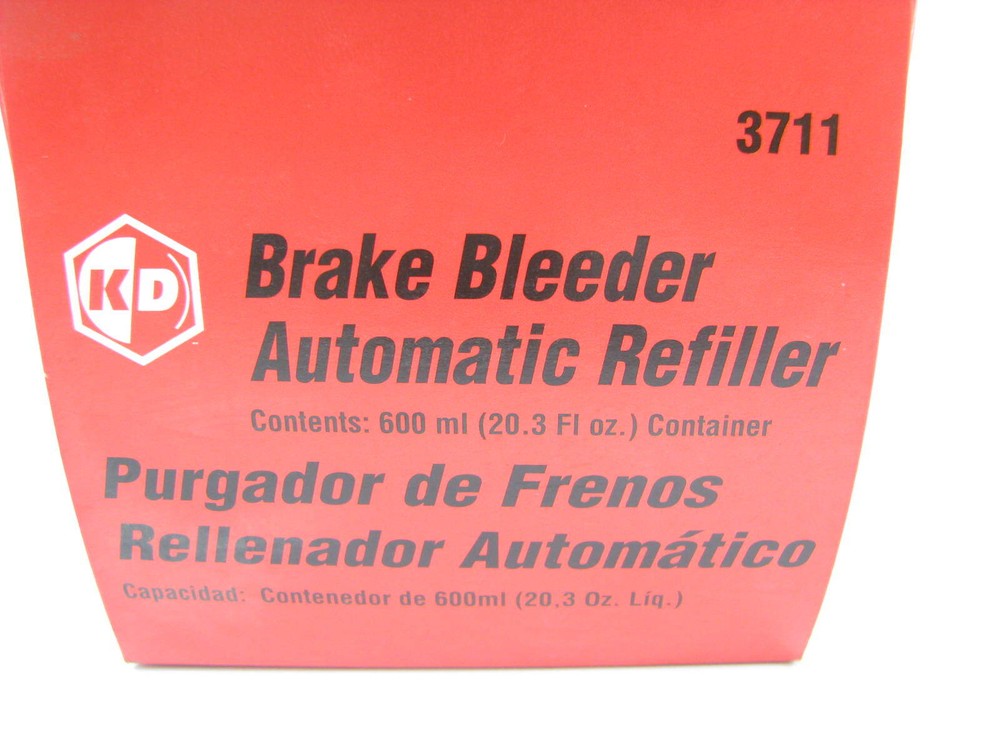 3711
KD
Brake Bleeder
Automatic Refiller
Contents: 600 ml (20.3 Fl oz.) Container
Purgador de Frenos
Rellenador Automático
Capacidad: Contenedor de 600ml (20,3 Oz. Líq.)